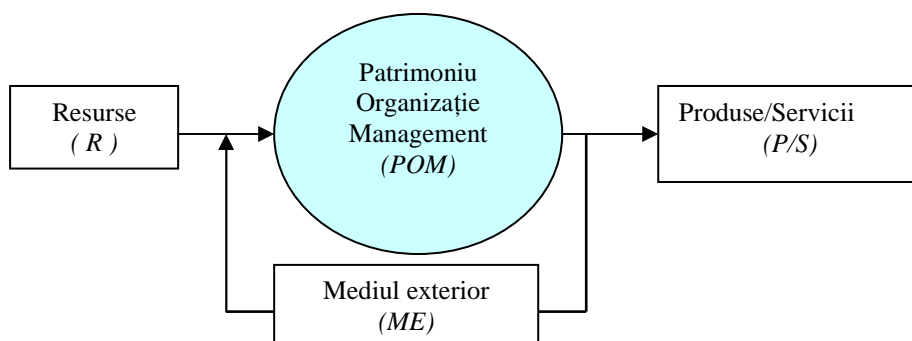 Resurse
( R )
Patrimoniu
Organizație
Management
(POM)
Produse/Servicii
(P/S)
Mediul exterior
(ME)